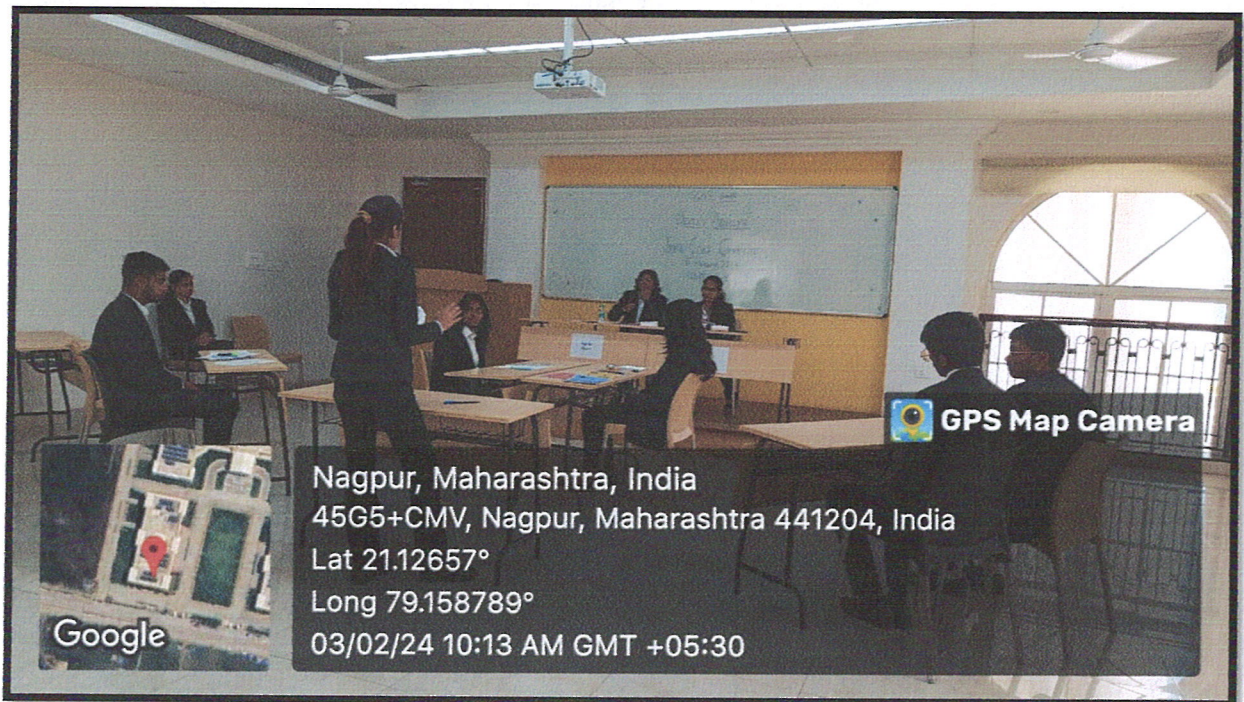 GPS Map Camera
Nagpur, Maharashtra, India
45G5+CMV, Nagpur, Maharashtra 441204, India
Lat 21.12657°
Long 79.158789°
03/02/24 10:13 AM GMT +05:30
Google